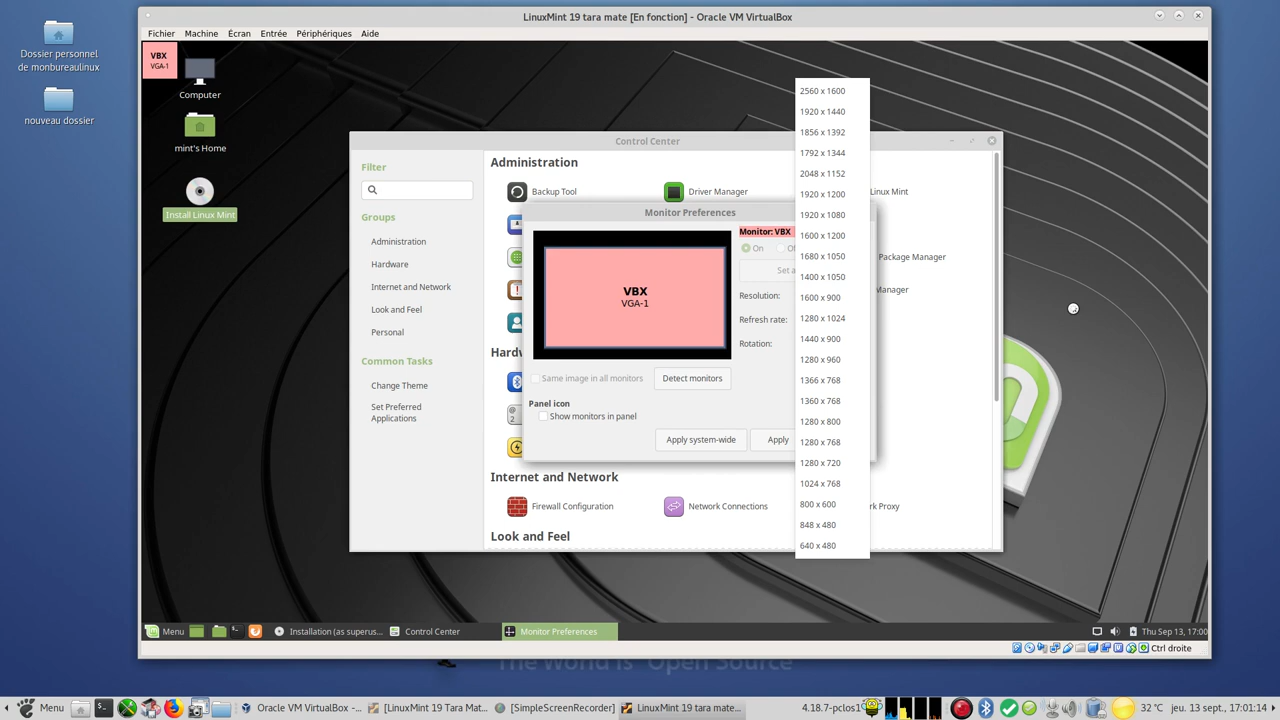 LinuxMint 19 tara mate [En fonction] - Oracle VM VirtualBox
Fichier Machine Écran Entrée Périphériques Aide
Dossier personnel
de monbureaulinux
nouveau dossier
VBX
VGA-1
Computer
mint's Home
Install Linux Mint
Control Center
Filter
Groups
Administration
Hardware
Internet and Network
Look and Feel
Personal
Common Tasks
Change Theme
Set Preferred
Applications
Administration
Backup Tool
Driver Manager
Linux Mint
Package Manager
Manager
Internet and Network
Firewall Configuration
Network Connections
Look and Feel
Monitor Preferences
VBX
VGA-1
Monitor: VBX
On
Resolution:
Refresh rate:
Rotation:
Same image in all monitors
Detect monitors
Panel icon
Show monitors in panel
Apply system-wide
Apply
2560 x 1600
1920 x 1440
1856 x 1392
1792 x 1344
2048 x 1152
1920 x 1200
1920 x 1080
1600 x 1200
1680 x 1050
1400 x 1050
1600 x 900
1280 x 1024
1440 x 900
1280 x 960
1366 x 768
1360 x 768
1280 x 800
1280 x 768
1280 x 720
1024 x 768
800 x 600
848 x 480
640 x 480
Menu
Installation (as superus...
Control Center
Monitor Preferences
Thu Sep 13, 17:00
Ctrl droite
The World is 'Open Source'
Menu
Oracle VM VirtualBox -...
[LinuxMint 19 Tara Mat...
[SimpleScreenRecorder]
LinuxMint 19 tara mate...
4.18.7-pclos1
32 °C
jeu. 13 sept., 17:01:14